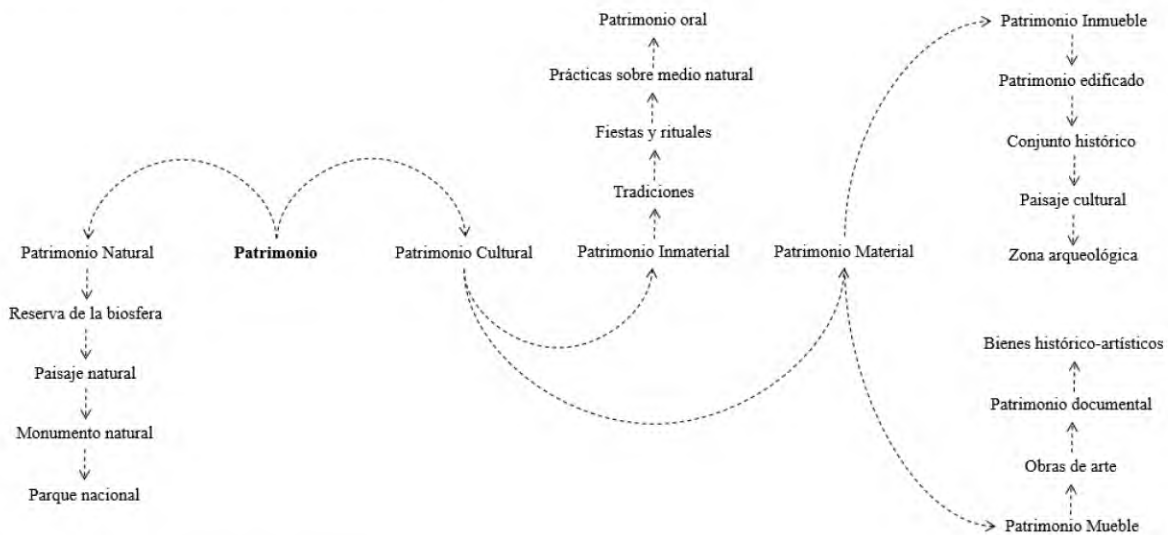 Patrimonio
Patrimonio Natural
Reserva de la biosfera
Paisaje natural
Monumento natural
Parque nacional
Patrimonio Cultural
Patrimonio Inmaterial
Tradiciones
Fiestas y rituales
Prácticas sobre medio natural
Patrimonio oral
Patrimonio Material
Patrimonio Inmueble
Patrimonio edificado
Conjunto histórico
Paisaje cultural
Zona arqueológica
Patrimonio Mueble
Obras de arte
Patrimonio documental
Bienes histórico-artísticos